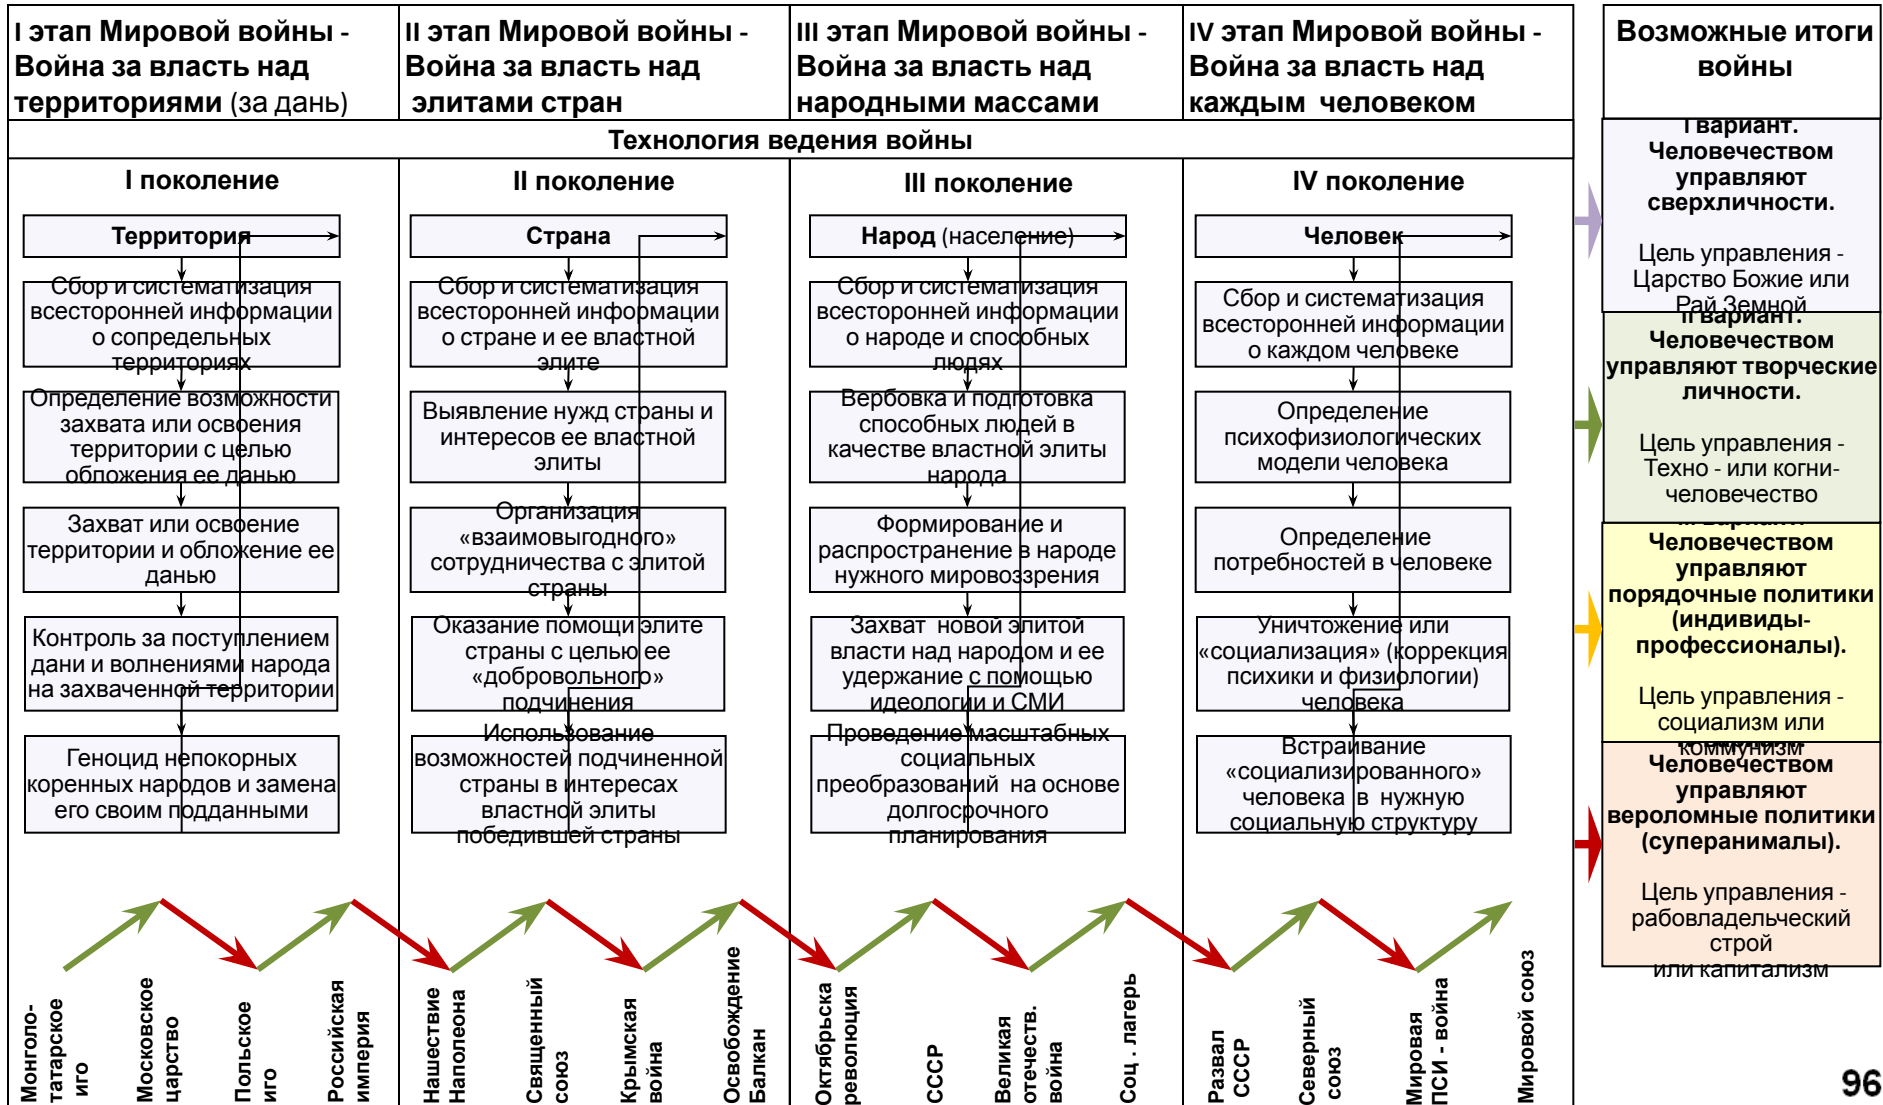 I этап Мировой войны -
Война за власть над
территориями (за дань)
II этап Мировой войны -
Война за власть над
элитами стран
III этап Мировой войны -
Война за власть над
народными массами
IV этап Мировой войны -
Война за власть над
каждым человеком
Возможные итоги
войны
Технология ведения войны
I поколение
Территория
Сбор и систематизация
всесторонней информации
о сопредельных
территориях
Определение возможности
захвата или освоения
территории с целью
обложения ее данью
Захват или освоение
территории и обложение ее
данью
Контроль за поступлением
дани и волнениями народа
на захваченной территории
Геноцид непокорных
коренных народов и замена
его своим подданными
II поколение
Страна
Сбор и систематизация
всесторонней информации
о стране и ее властной
элите
Выявление нужд страны и
интересов ее властной
элиты
Организация
«взаимовыгодного»
сотрудничества с элитой
страны
Оказание помощи элите
страны с целью ее
«добровольного»
подчинения
Использование
возможностей подчиненной
страны в интересах
властной элиты
победившей страны
III поколение
Народ (население)
Сбор и систематизация
всесторонней информации
о народе и способных
людях
Вербовка и подготовка
способных людей в
качестве властной элиты
народа
Формирование и
распространение в народе
нужного мировоззрения
Захват новой элитой
власти над народом и ее
удержание с помощью
идеологии и СМИ
Проведение масштабных
социальных
преобразований на основе
долгосрочного
планирования
IV поколение
Человек
Сбор и систематизация
всесторонней информации
о каждом человеке
Определение
психофизиологических
модели человека
Определение
потребностей в человеке
Уничтожение или
«социализация» (коррекция
психики и физиологии)
человека
Встраивание
«социализированного»
человека в нужную
социальную структуру
I вариант.
Человечеством
управляют
сверхличности.
Цель управления -
Царство Божие или
Рай Земной
II вариант.
Человечеством
управляют творческие
личности.
Цель управления -
Техно - или когни-
человечество
Человечеством
управляют
порядочные политики
(индивиды-
профессионалы).
Цель управления -
социализм или
коммунизм
Человечеством
управляют
вероломные политики
(суперанималы).
Цель управления -
рабовладельческий
строй
или капитализм
Монголо-
татарское
иго
Московское
царство
Польское
иго
Российская
империя
Нашествие
Наполеона
Священный
союз
Крымская
война
Освобождение
Балкан
Октябрьска
революция
СССР
Великая
отечеств.
война
Соц . лагерь
Развал
СССР
Северный
союз
Мировая
ПСИ - война
Мировой союз
96